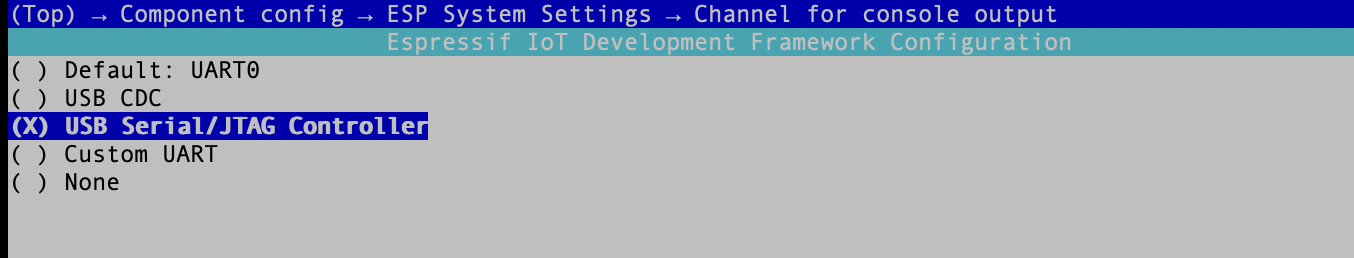 (Top) → Component config → ESP System Settings → Channel for console output
Espressif IoT Development Framework Configuration
( ) Default: UART0
( ) USB CDC
(X) USB Serial/JTAG Controller
( ) Custom UART
( ) None